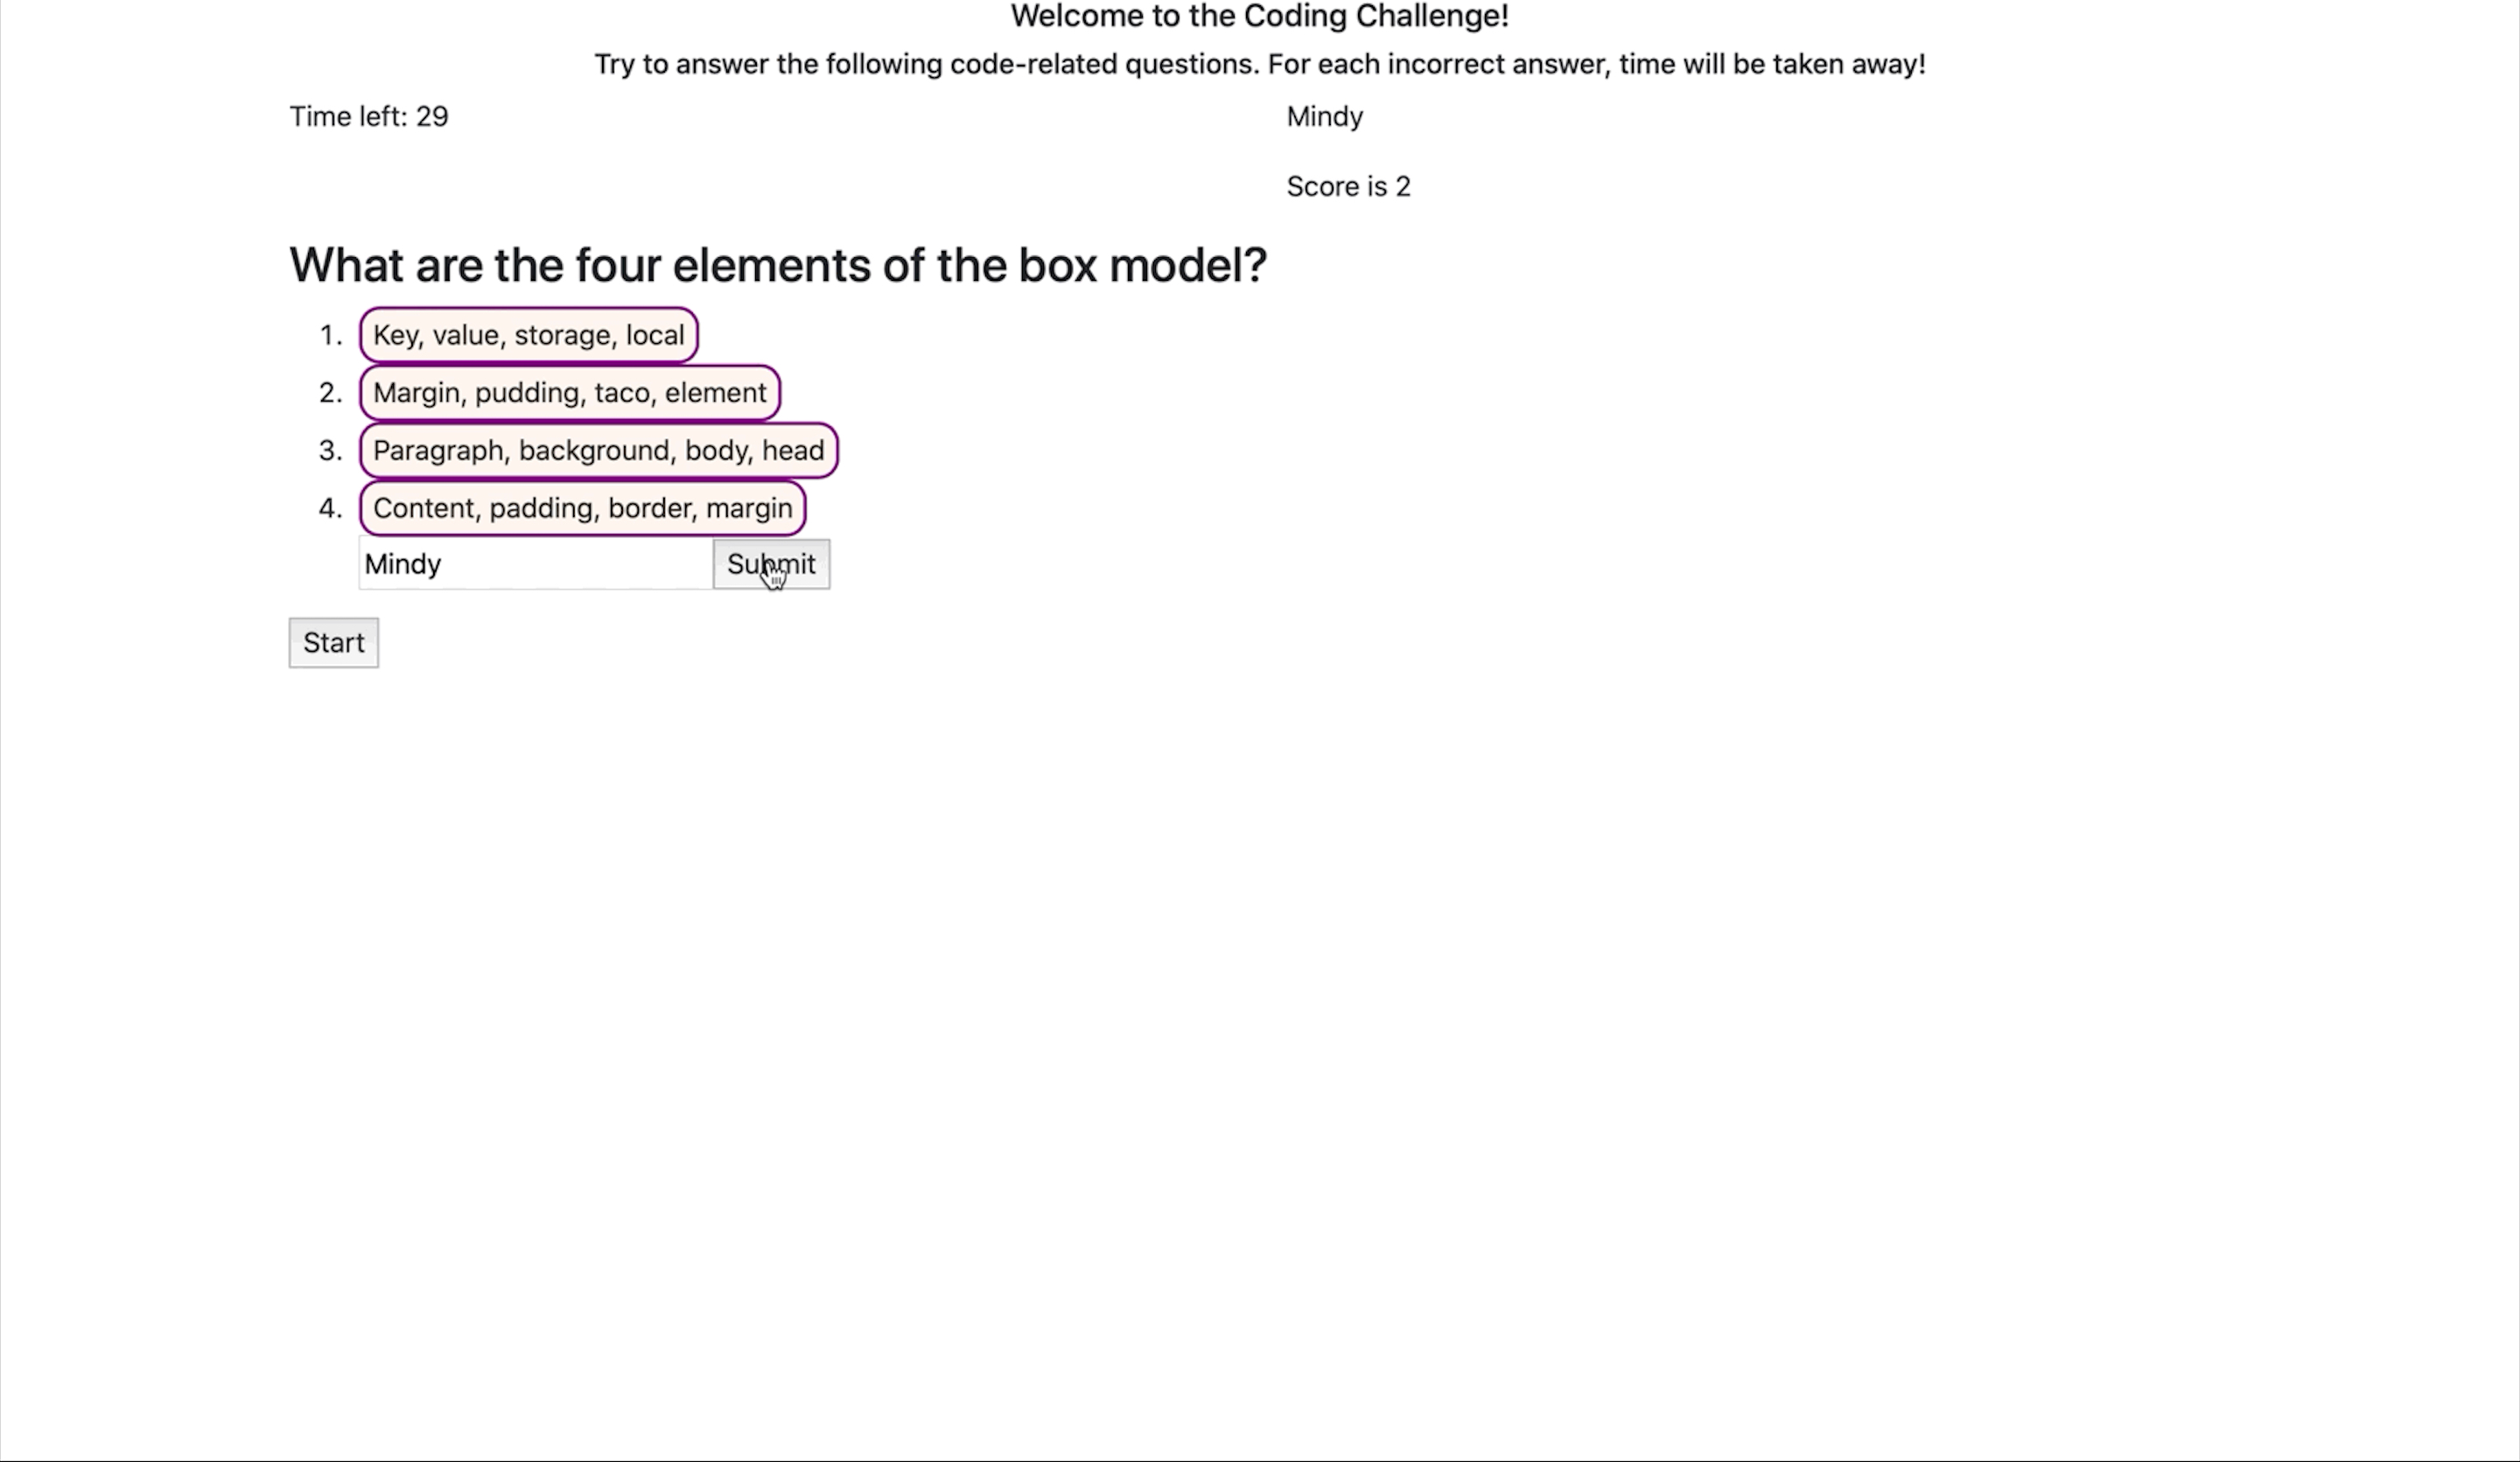 Welcome to the Coding Challenge!
Try to answer the following code-related questions. For each incorrect answer, time will be taken away!
Time left: 29
Mindy
Score is 2
What are the four elements of the box model?
1. Key, value, storage, local
2. Margin, pudding, taco, element
3. Paragraph, background, body, head
4. Content, padding, border, margin
Mindy Submit
Start